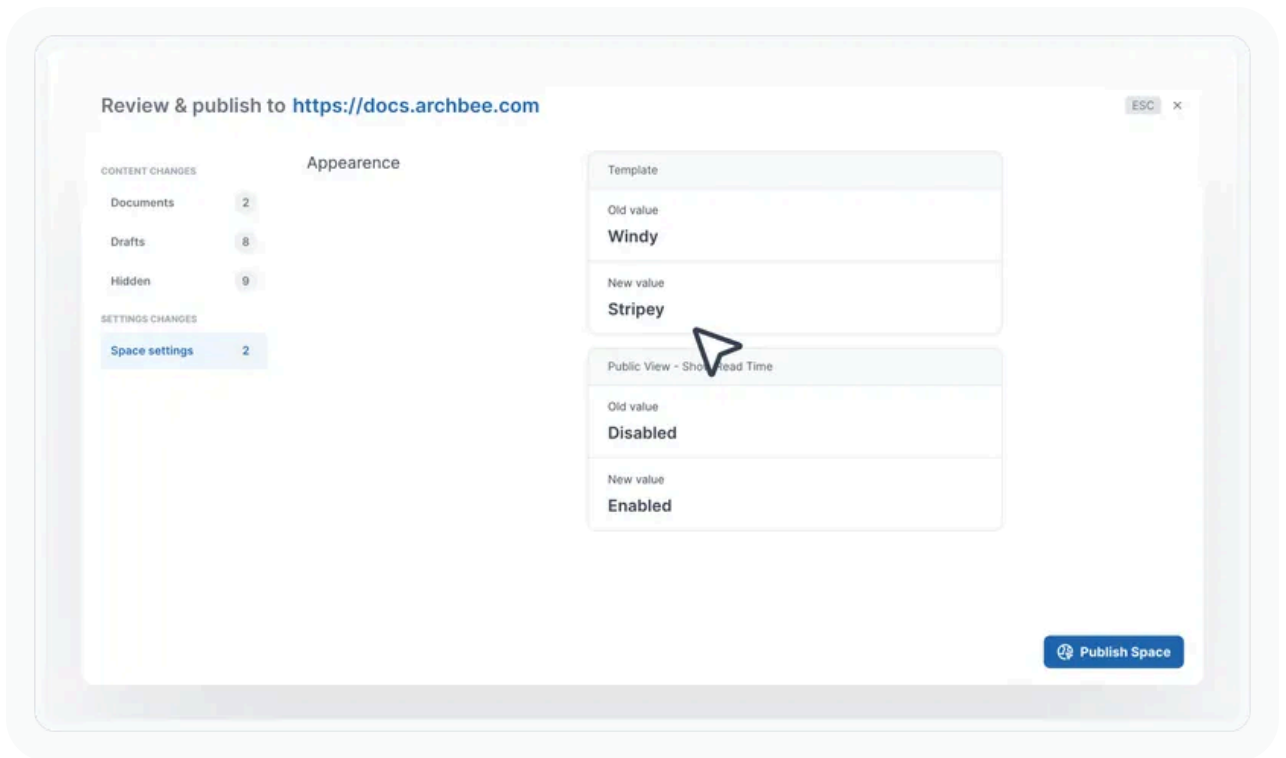 Review & publish to https://docs.archbee.com
ESC ×
CONTENT CHANGES
Documents 2
Drafts 8
Hidden 9
SETTINGS CHANGES
Space settings 2
Appearence
Template
Old value
Windy
New value
Stripey
Public View - Show Read Time
Old value
Disabled
New value
Enabled
Publish Space